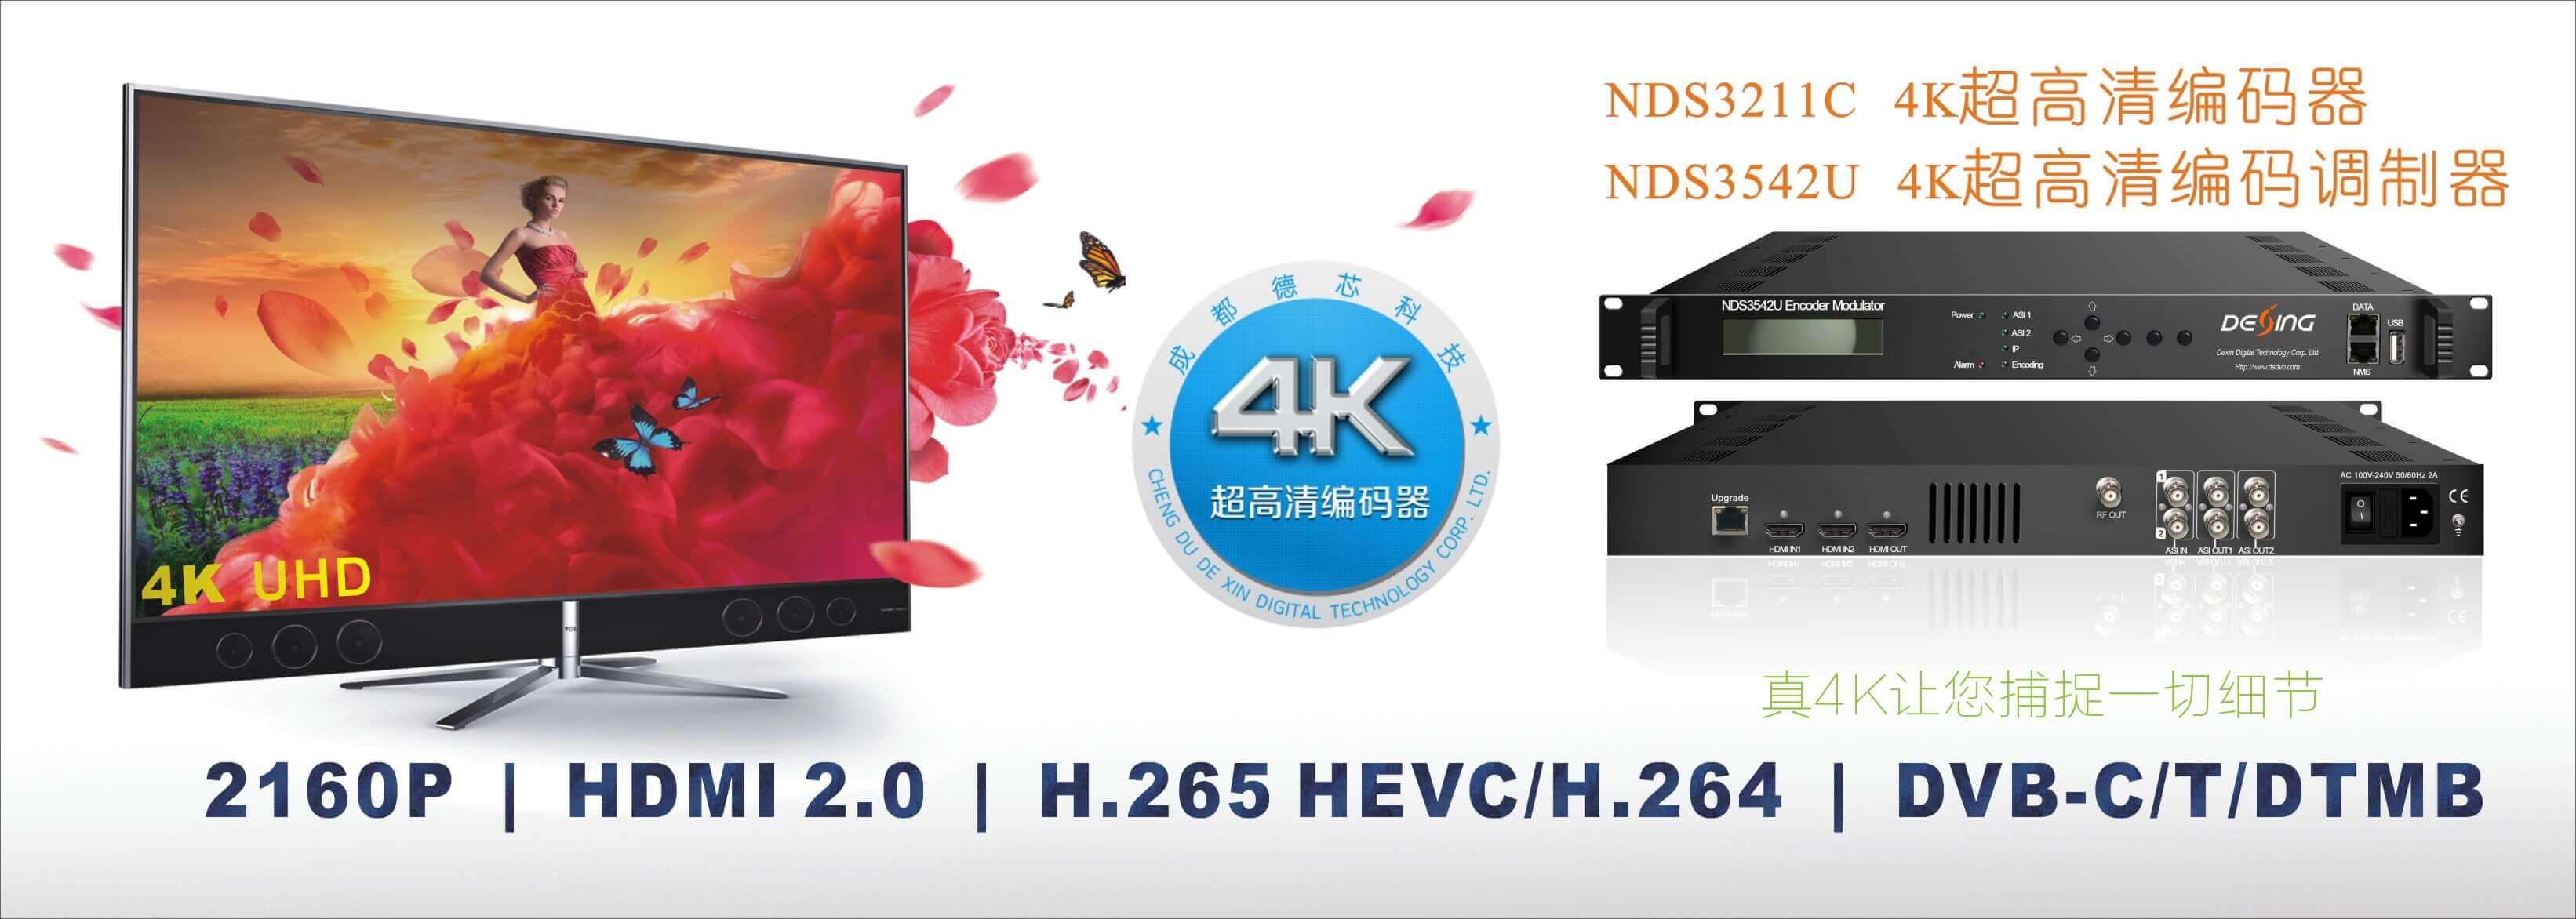 NDS3211C 4K超高清编码器
NDS3542U 4K超高清编码调制器
4K UHD
TCL
成都德芯科技
4K
超高清编码器
CHENG DU DE XIN DIGITAL TECHNOLOGY CORP. LTD.
NDS3542U Encoder Modulator
Power
ASI 1
ASI 2
IP
Alarm
Encoding
DESING
Dexin Digital Technology Corp. Ltd.
Http://www.dsdvb.com
DATA
USB
NMS
Upgrade
HDMI IN1
HDMI IN2
HDMI OUT
RF OUT
1
2
ASI IN
ASI OUT1
ASI OUT2
AC 100V-240V 50/60Hz 2A
CE
真4K让您捕捉一切细节
2160P | HDMI 2.0 | H.265 HEVC/H.264 | DVB-C/T/DTMB